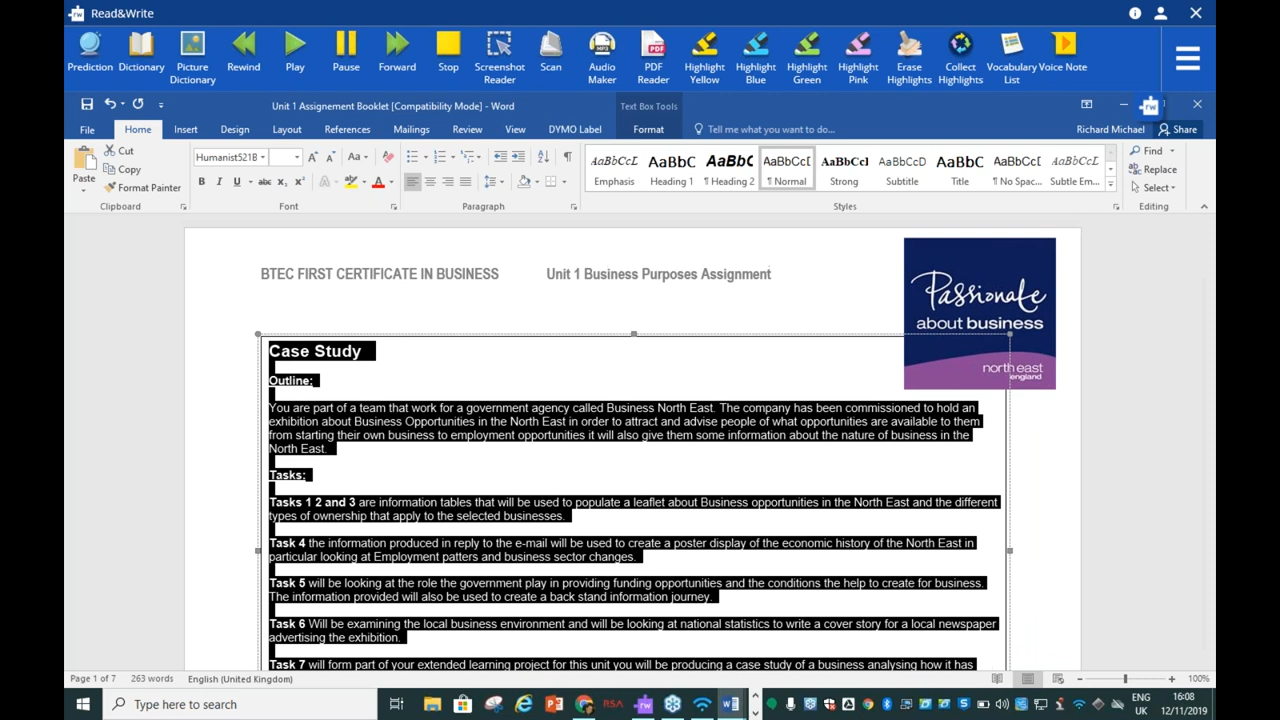 Read&Write
Prediction Dictionary Picture Dictionary Rewind Play Pause Forward Stop Screenshot Reader Scan Audio Maker PDF Reader Highlight Yellow Highlight Blue Highlight Green Highlight Pink Erase Highlights Collect Highlights Vocabulary List Voice Note
Unit 1 Assignement Booklet [Compatibility Mode] - Word
Text Box Tools
File Home Insert Design Layout References Mailings Review View DYMO Label Format Tell me what you want to do... Richard Michael Share
Paste
Cut
Copy
Format Painter
Humanist521B
AaBbCcL AaBbC AaBbC AaBbCcD AaBbCcI AaBbCcD AaBbC AaBbCcD AaBbCcL
Emphasis Heading 1 ¶ Heading 2 ¶ Normal Strong Subtitle Title ¶ No Spac... Subtle Em...
Find
Replace
Select
Clipboard Font Paragraph Styles Editing
BTEC FIRST CERTIFICATE IN BUSINESS Unit 1 Business Purposes Assignment
Passionate
about business
north east
england
Case Study
Outline:
You are part of a team that work for a government agency called Business North East. The company has been commissioned to hold an
exhibition about Business Opportunities in the North East in order to attract and advise people of what opportunities are available to them
from starting their own business to employment opportunities it will also give them some information about the nature of business in the
North East.
Tasks:
Tasks 1 2 and 3 are information tables that will be used to populate a leaflet about Business opportunities in the North East and the different
types of ownership that apply to the selected businesses.
Task 4 the information produced in reply to the e-mail will be used to create a poster display of the economic history of the North East in
particular looking at Employment patters and business sector changes.
Task 5 will be looking at the role the government play in providing funding opportunities and the conditions the help to create for business.
The information provided will also be used to create a back stand information journey.
Task 6 Will be examining the local business environment and will be looking at national statistics to write a cover story for a local newspaper
advertising the exhibition.
Task 7 will form part of your extended learning project for this unit you will be producing a case study of a business analysing how it has
Page 1 of 7 263 words English (United Kingdom) 100%
Type here to search
RSA
ENG
UK
16:08
12/11/2019